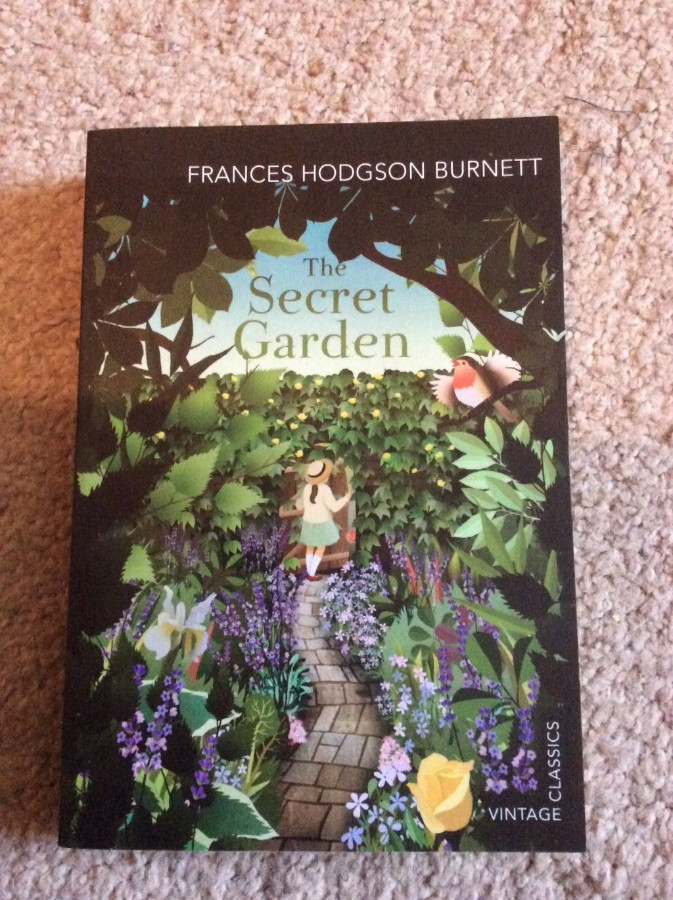 FRANCES HODGSON BURNETT
The
Secret
Garden
VINTAGE
CLASSICS